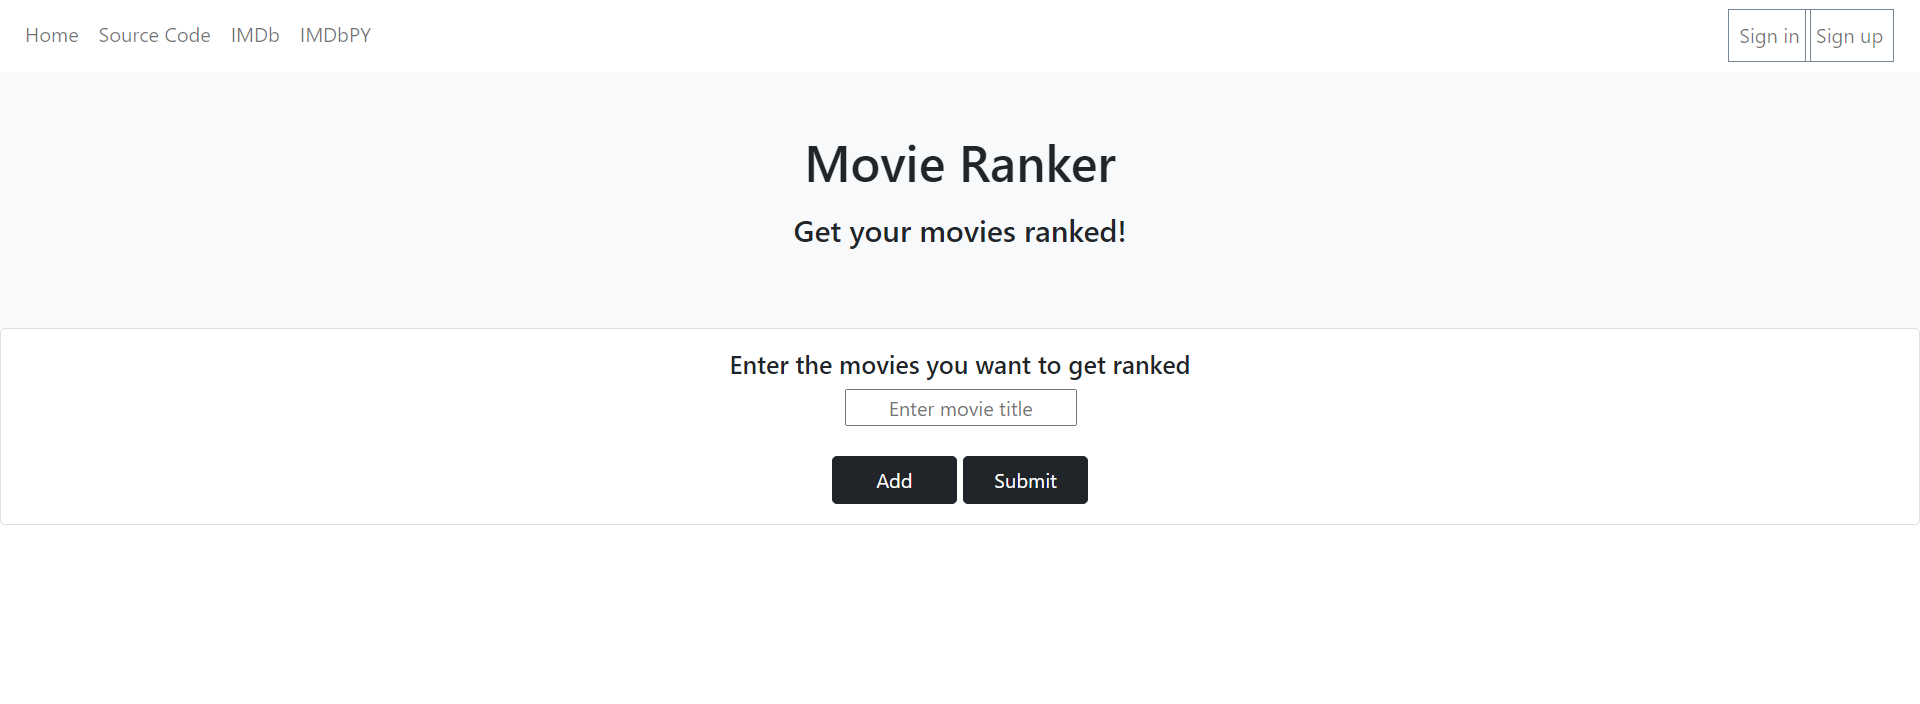 Home Source Code IMDb IMDbPY Sign in Sign up
Movie Ranker
Get your movies ranked!
Enter the movies you want to get ranked
Enter movie title
Add Submit